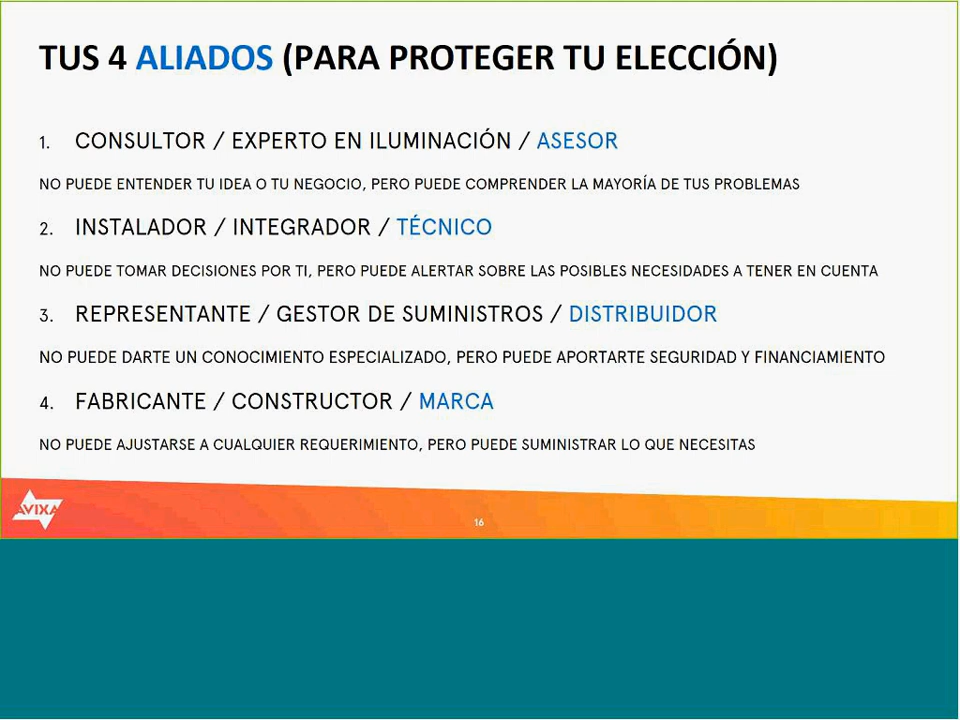 TUS 4 ALIADOS (PARA PROTEGER TU ELECCIÓN)
1. CONSULTOR / EXPERTO EN ILUMINACIÓN / ASESOR
NO PUEDE ENTENDER TU IDEA O TU NEGOCIO, PERO PUEDE COMPRENDER LA MAYORÍA DE TUS PROBLEMAS
2. INSTALADOR / INTEGRADOR / TÉCNICO
NO PUEDE TOMAR DECISIONES POR TI, PERO PUEDE ALERTAR SOBRE LAS POSIBLES NECESIDADES A TENER EN CUENTA
3. REPRESENTANTE / GESTOR DE SUMINISTROS / DISTRIBUIDOR
NO PUEDE DARTE UN CONOCIMIENTO ESPECIALIZADO, PERO PUEDE APORTARTE SEGURIDAD Y FINANCIAMIENTO
4. FABRICANTE / CONSTRUCTOR / MARCA
NO PUEDE AJUSTARSE A CUALQUIER REQUERIMIENTO, PERO PUEDE SUMINISTRAR LO QUE NECESITAS
AVIXA
16